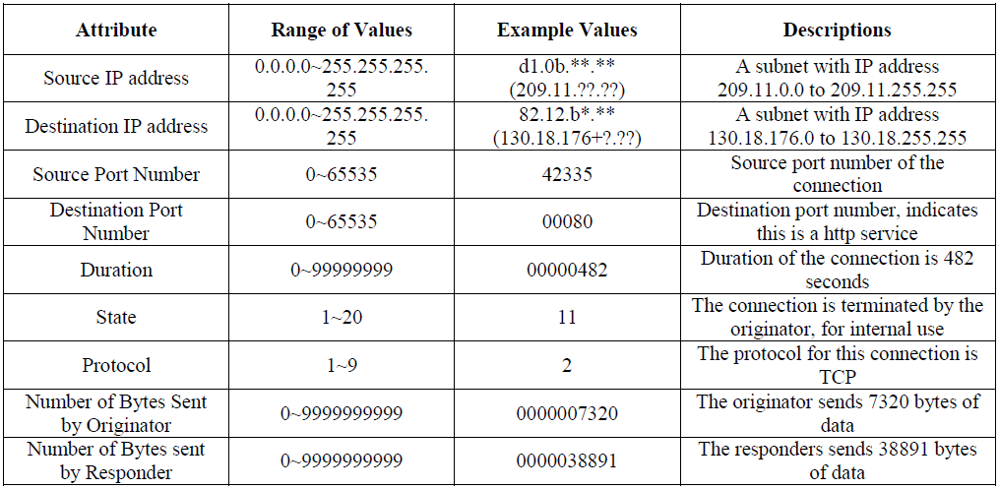 Attribute
Range of Values
Example Values
Descriptions
Source IP address
0.0.0.0~255.255.255.
255
d1.0b.**.**
(209.11.??.??)
A subnet with IP address
209.11.0.0 to 209.11.255.255
Destination IP address
0.0.0.0~255.255.255.
255
82.12.b*.**
(130.18.176+?.??)
A subnet with IP address
130.18.176.0 to 130.18.255.255
Source Port Number
0~65535
42335
Source port number of the
connection
Destination Port
Number
0~65535
00080
Destination port number, indicates
this is a http service
Duration
0~99999999
00000482
Duration of the connection is 482
seconds
State
1~20
11
The connection is terminated by the
originator, for internal use
Protocol
1~9
2
The protocol for this connection is
TCP
Number of Bytes Sent
by Originator
0~9999999999
0000007320
The originator sends 7320 bytes of
data
Number of Bytes sent
by Responder
0~9999999999
0000038891
The responders sends 38891 bytes
of data